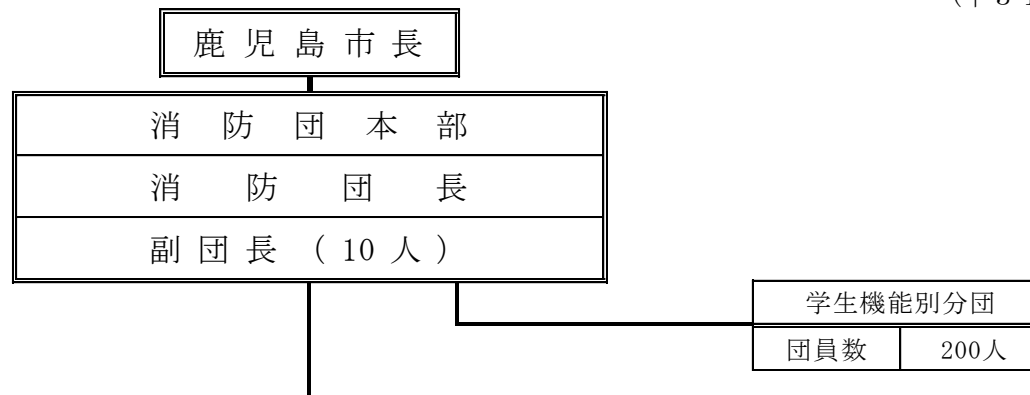 鹿児島市長
消防団本部
消防団長
副団長(10人)
学生機能別分団
団員数 200人